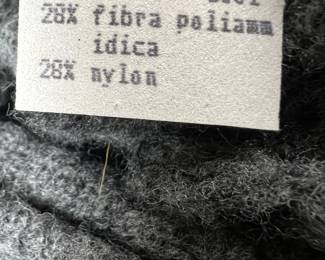 28% fibra poliamm
idica
28% nylon